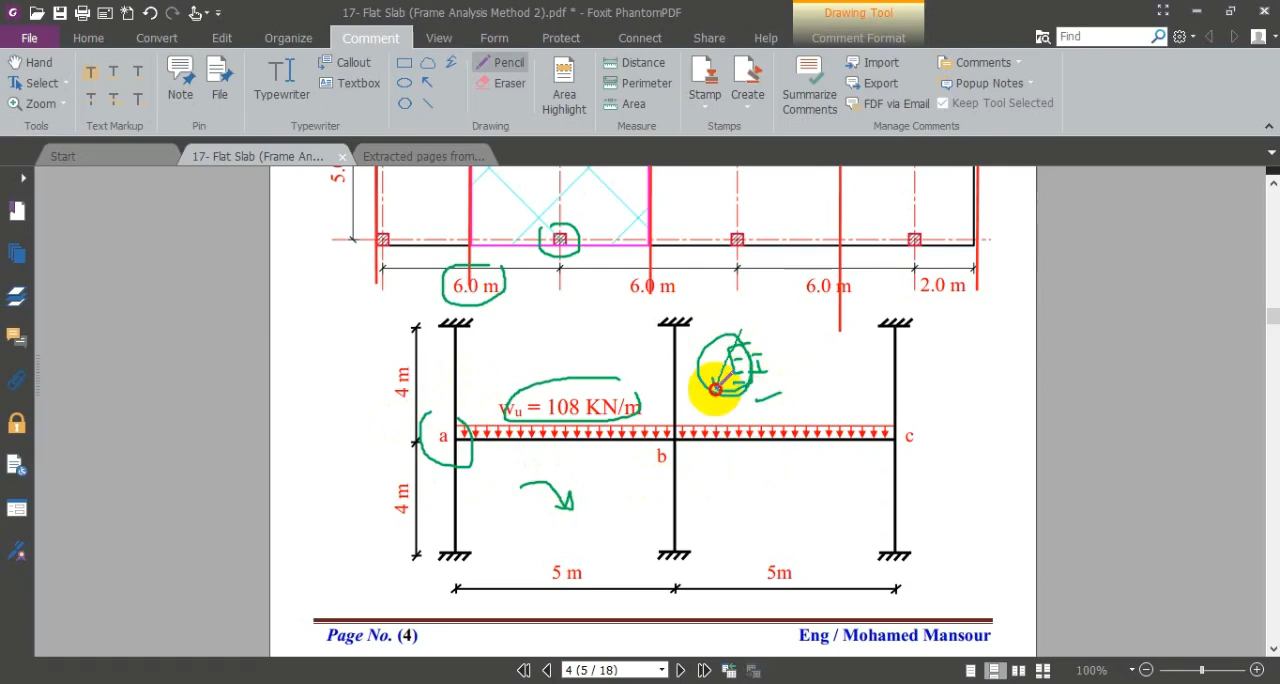 17- Flat Slab (Frame Analysis Method 2).pdf * - Foxit PhantomPDF
Drawing Tool
File Home Convert Edit Organize Comment View Form Protect Connect Share Help Comment Format
Find
Hand
Select
Zoom
Tools
Text Markup
Note
File
Pin
Typewriter
Callout
Textbox
Typewriter
Pencil
Eraser
Drawing
Area Highlight
Distance
Perimeter
Area
Measure
Stamp
Create
Stamps
Summarize Comments
Import
Export
FDF via Email
Comments
Popup Notes
Keep Tool Selected
Manage Comments
Start
17- Flat Slab (Frame An...
Extracted pages from...
6.0 m 6.0 m 6.0 m 2.0 m
4 m
wu = 108 KN/m
a
b
c
4 m
5 m
5m
Page No. (4)
Eng / Mohamed Mansour
4 (5 / 18)
100%